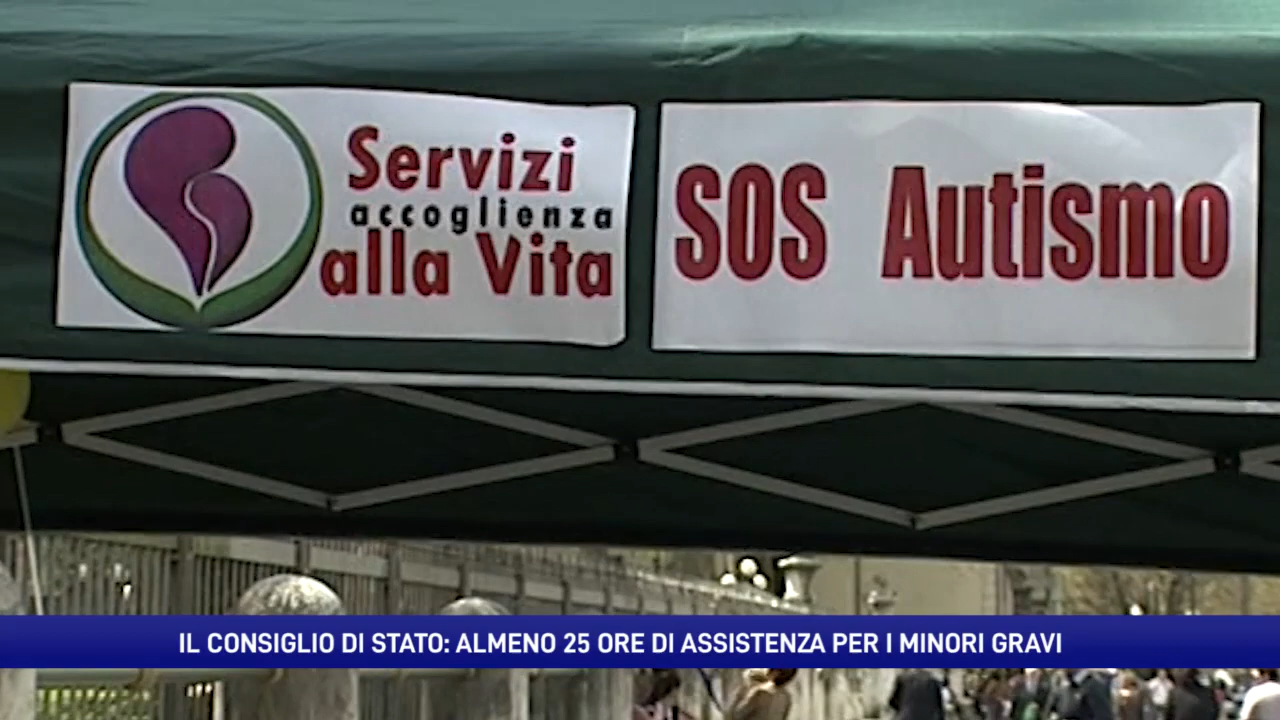 Servizi
accoglienza
alla Vita
SOS Autismo
IL CONSIGLIO DI STATO: ALMENO 25 ORE DI ASSISTENZA PER I MINORI GRAVI